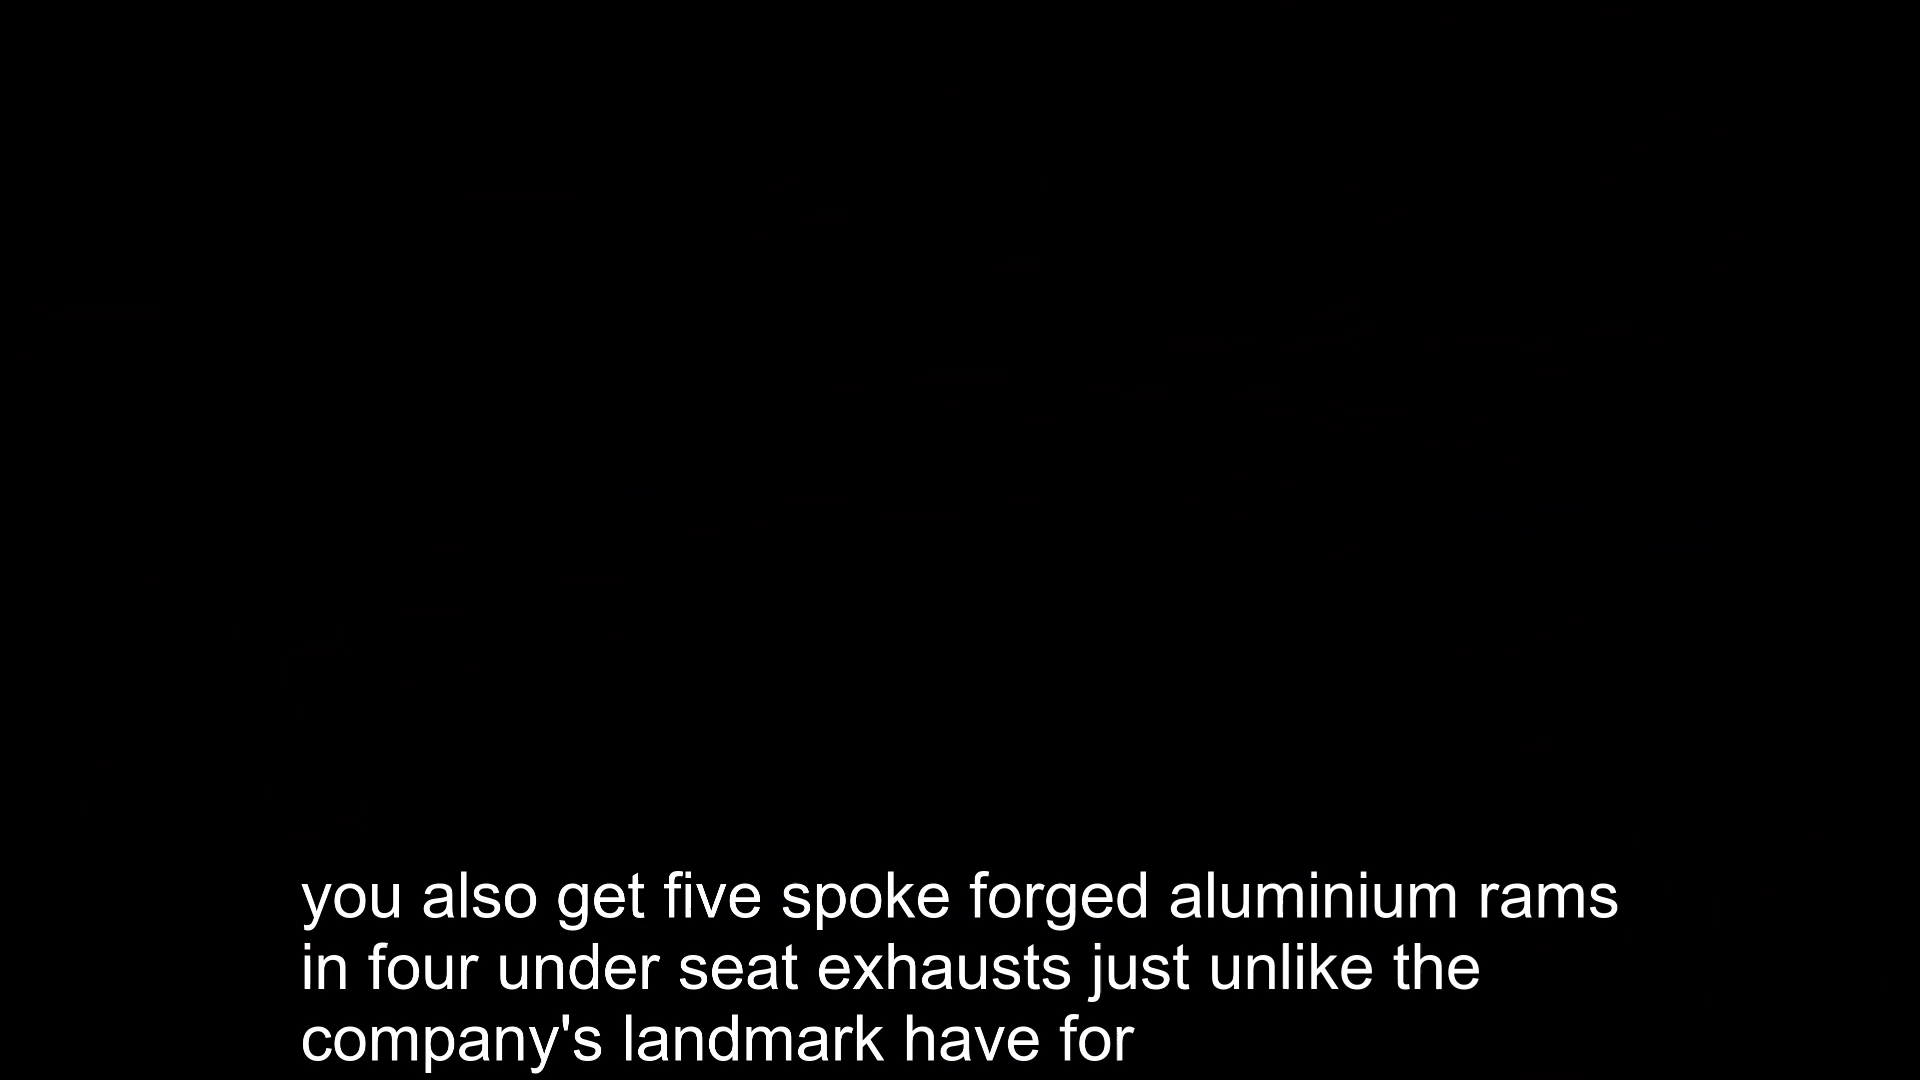 you also get five spoke forged aluminium rams
in four under seat exhausts just unlike the
company's landmark have for